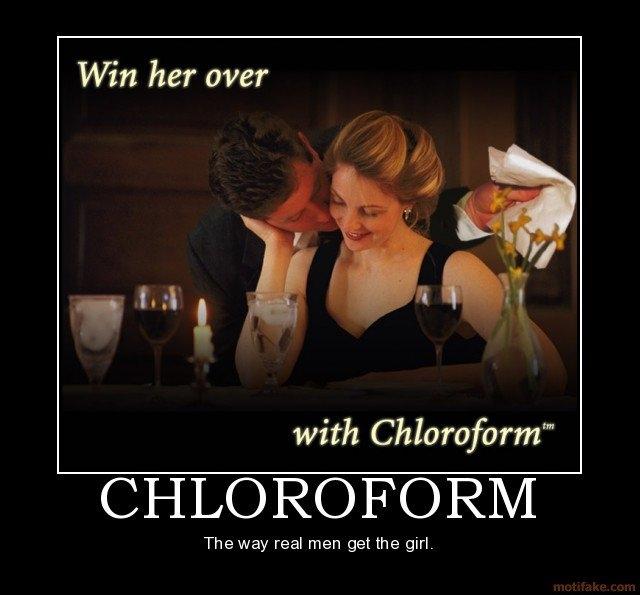 Win her over
with Chloroform™
CHLOROFORM
The way real men get the girl.
motifake.com